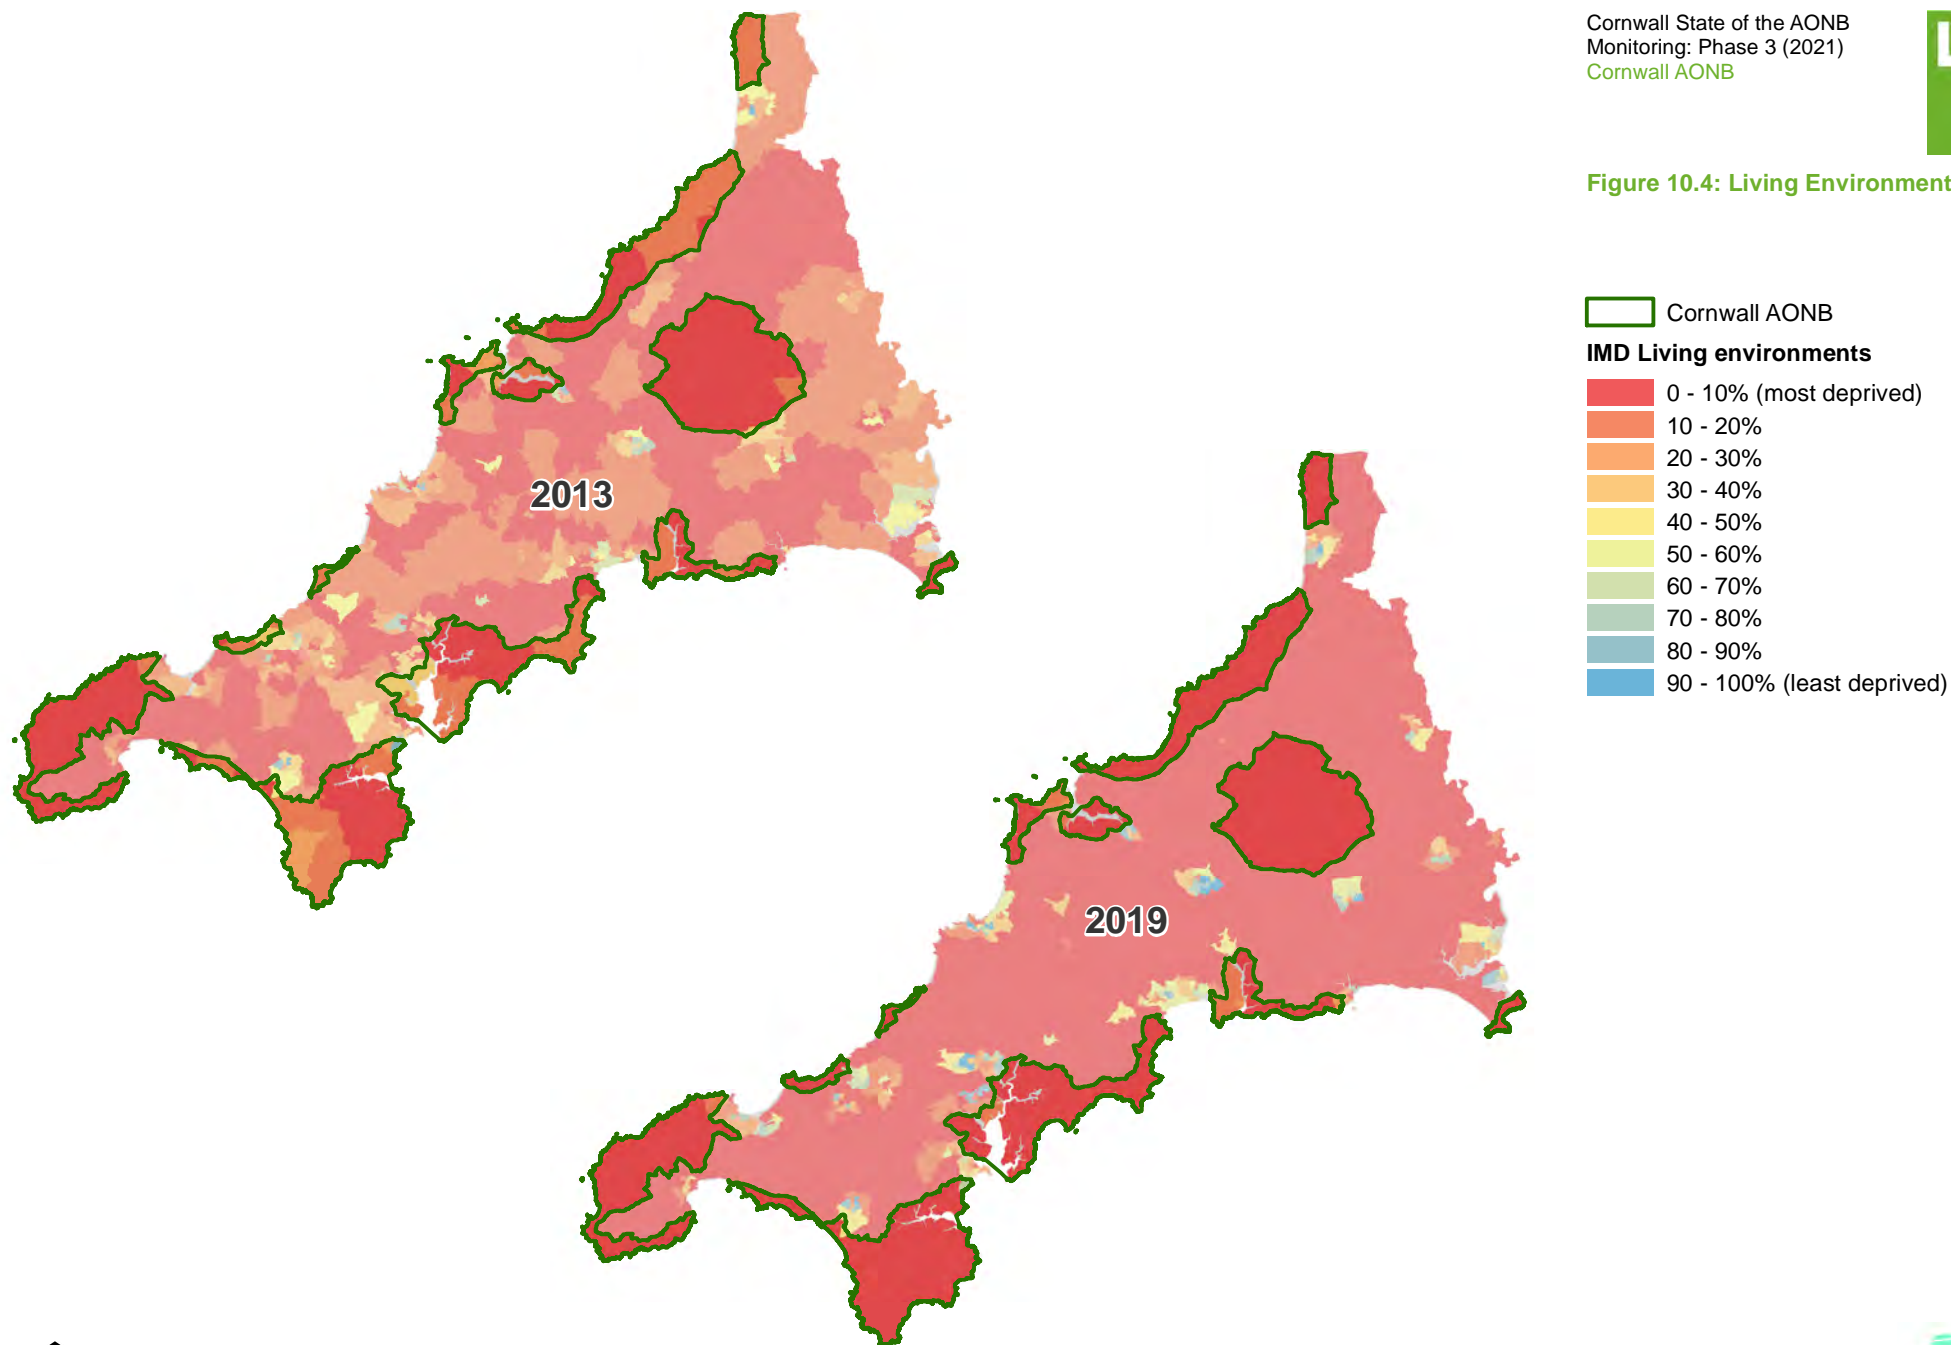 Cornwall State of the AONB
Monitoring: Phase 3 (2021)
Cornwall AONB
Figure 10.4: Living Environment
Cornwall AONB
IMD Living environments
0 - 10% (most deprived)
10 - 20%
20 - 30%
30 - 40%
40 - 50%
50 - 60%
60 - 70%
70 - 80%
80 - 90%
90 - 100% (least deprived)
2013
2019